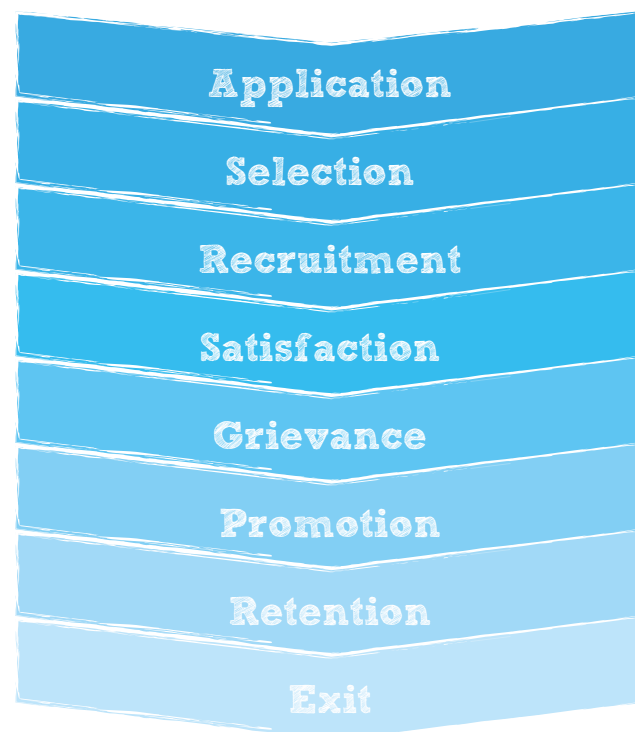 Application
Selection
Recruitment
Satisfaction
Grievance
Promotion
Retention
Exit